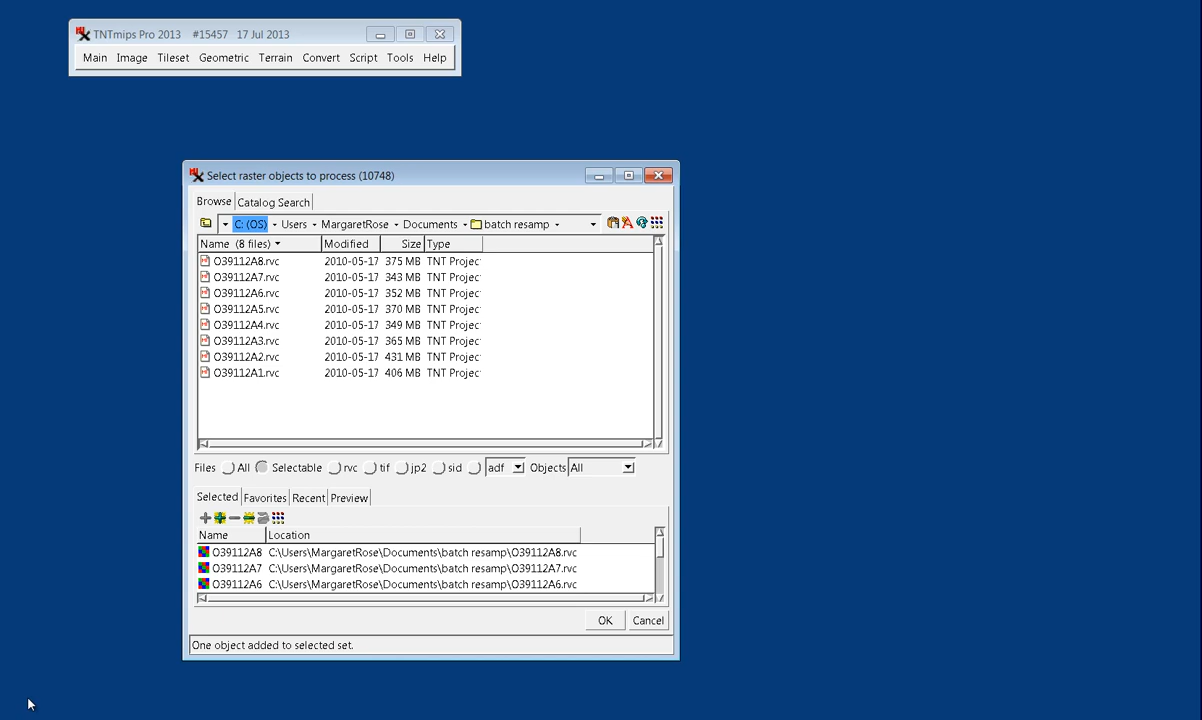 TNTmips Pro 2013   #15457   17 Jul 2013
Main Image Tileset Geometric Terrain Convert Script Tools Help
Select raster objects to process (10748)
Browse Catalog Search
C: (OS) Users MargaretRose Documents batch resamp
Name (8 files) Modified Size Type
O39112A8.rvc 2010-05-17 375 MB TNT Projec
O39112A7.rvc 2010-05-17 343 MB TNT Projec
O39112A6.rvc 2010-05-17 352 MB TNT Projec
O39112A5.rvc 2010-05-17 370 MB TNT Projec
O39112A4.rvc 2010-05-17 349 MB TNT Projec
O39112A3.rvc 2010-05-17 365 MB TNT Projec
O39112A2.rvc 2010-05-17 431 MB TNT Projec
O39112A1.rvc 2010-05-17 406 MB TNT Projec
Files All Selectable rvc tif jp2 sid adf Objects All
Selected Favorites Recent Preview
Name Location
O39112A8 C:\Users\MargaretRose\Documents\batch resamp\O39112A8.rvc
O39112A7 C:\Users\MargaretRose\Documents\batch resamp\O39112A7.rvc
O39112A6 C:\Users\MargaretRose\Documents\batch resamp\O39112A6.rvc
OK Cancel
One object added to selected set.